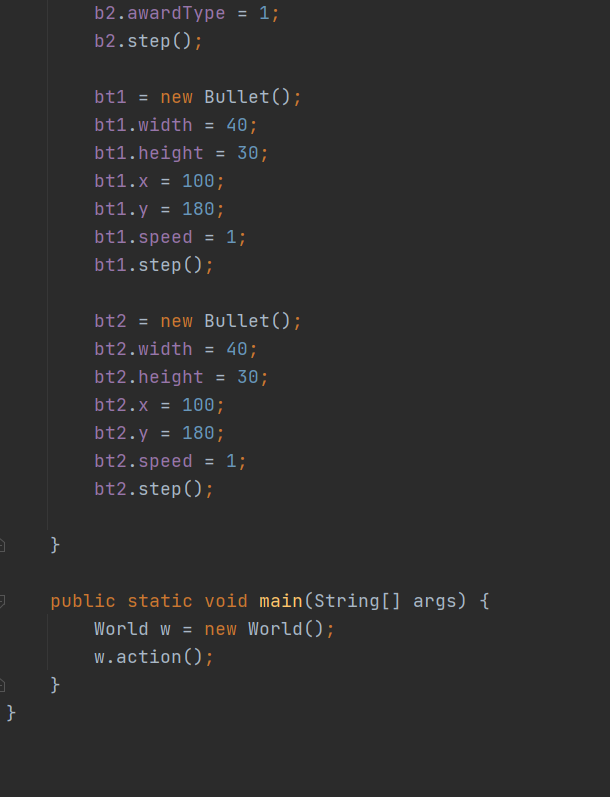 b2.awardType = 1;
b2.step();
bt1 = new Bullet();
bt1.width = 40;
bt1.height = 30;
bt1.x = 100;
bt1.y = 180;
bt1.speed = 1;
bt1.step();
bt2 = new Bullet();
bt2.width = 40;
bt2.height = 30;
bt2.x = 100;
bt2.y = 180;
bt2.speed = 1;
bt2.step();
}
public static void main(String[] args) {
World w = new World();
w.action();
}
}